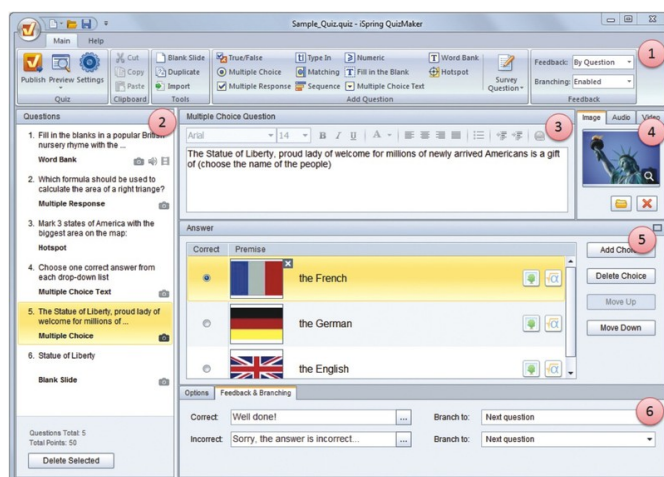 Sample_Quiz.quiz - iSpring QuizMaker
Main Help
Publish Preview Settings
Quiz
Cut
Copy
Paste
Clipboard
Blank Slide
Duplicate
Import
Tools
True/False Type In Numeric Word Bank
Multiple Choice Matching Fill in the Blank Hotspot
Multiple Response Sequence Multiple Choice Text
Survey
Question
Add Question
Feedback: By Question
Branching: Enabled
Feedback
1
Questions
2
1. Fill in the blanks in a popular British
nursery rhyme with the ...
Word Bank
2. Which formula should be used to
calculate the area of a right triange?
Multiple Response
3. Mark 3 states of America with the
biggest area on the map:
Hotspot
4. Choose one correct answer from
each drop-down list
Multiple Choice Text
5. The Statue of Liberty, proud lady of
welcome for millions of ...
Multiple Choice
6. Statue of Liberty
Blank Slide
Questions Total: 5
Total Points: 50
Delete Selected
Multiple Choice Question
3
Arial 14 B I U A
The Statue of Liberty, proud lady of welcome for millions of newly arrived Americans is a gift
of (choose the name of the people)
Image Audio Video
4
Answer
Correct Premise
the French
the German
the English
5
Add Choice
Delete Choice
Move Up
Move Down
Options Feedback & Branching
6
Correct: Well done! ... Branch to: Next question
Incorrect: Sorry, the answer is incorrect... ... Branch to: Next question